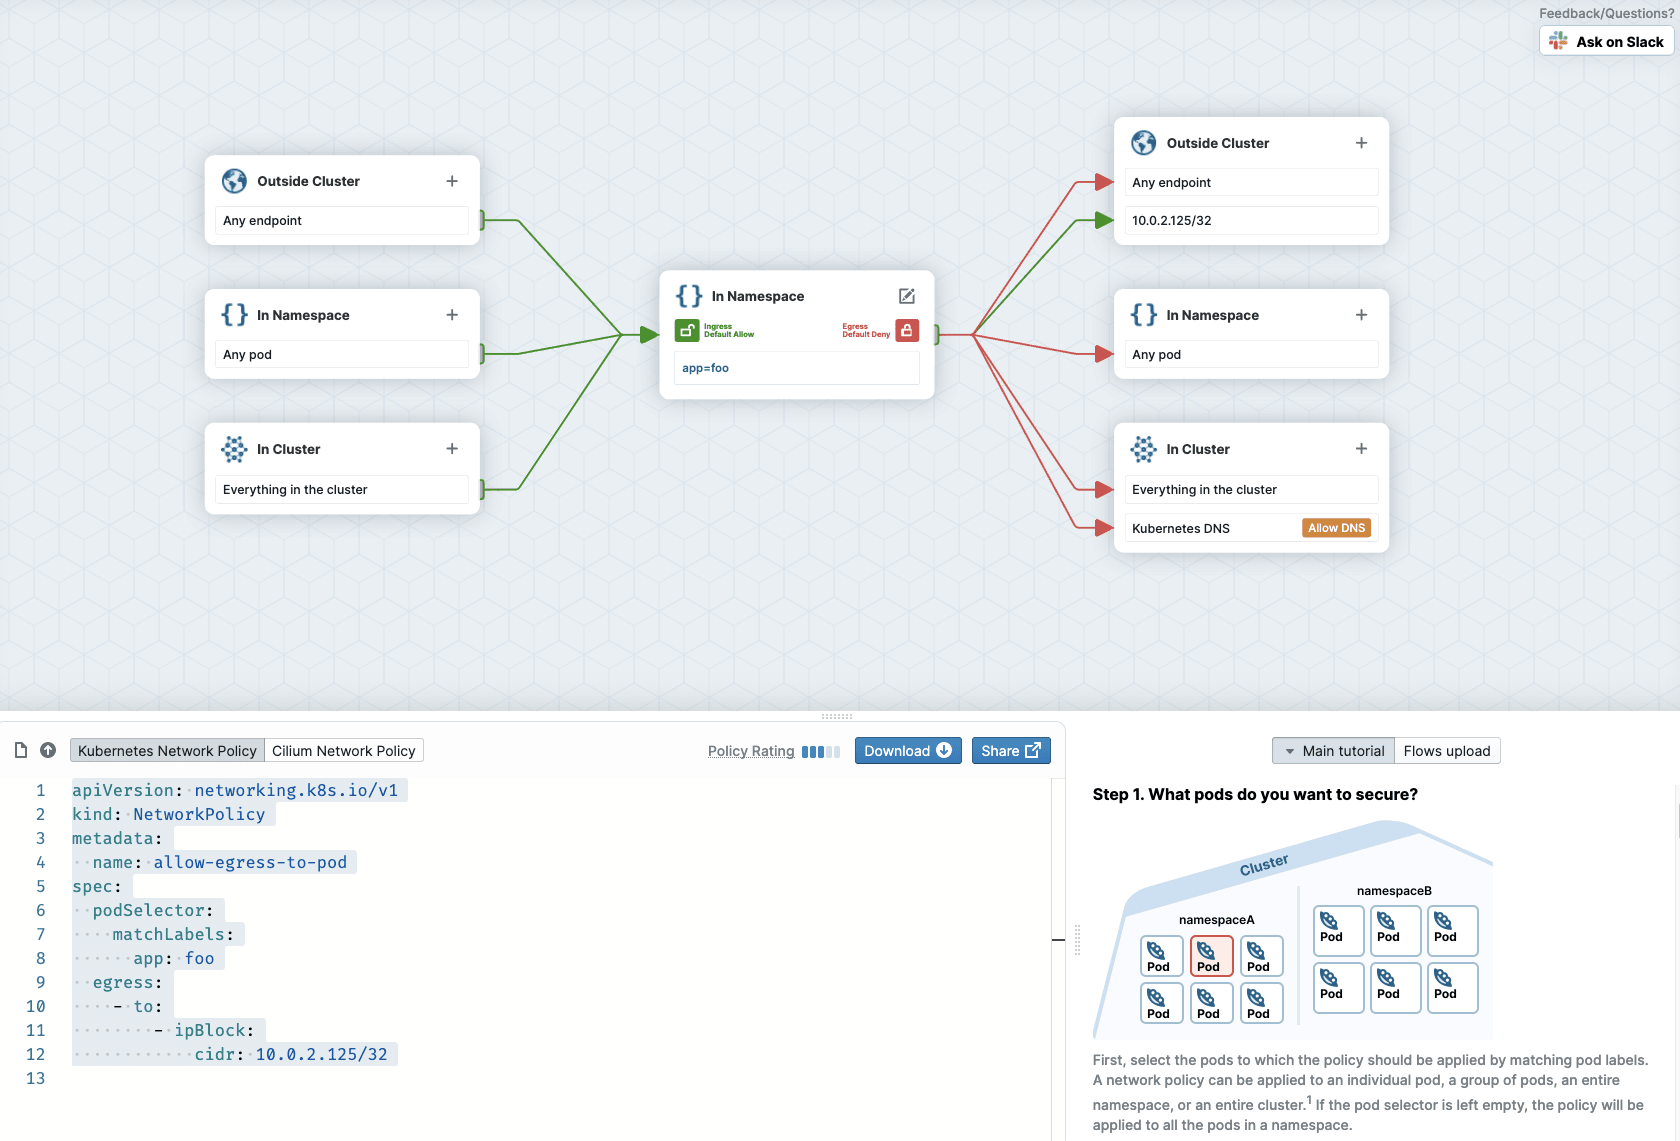 Feedback/Questions?
Ask on Slack
Outside Cluster
Any endpoint
In Namespace
Any pod
In Cluster
Everything in the cluster
In Namespace
Ingress
Default Allow
Egress
Default Deny
app=foo
Outside Cluster
Any endpoint
10.0.2.125/32
In Namespace
Any pod
In Cluster
Everything in the cluster
Kubernetes DNS Allow DNS
Kubernetes Network Policy Cilium Network Policy Policy Rating Download Share
1 apiVersion: networking.k8s.io/v1
2 kind: NetworkPolicy
3 metadata:
4   name: allow-egress-to-pod
5 spec:
6   podSelector:
7     matchLabels:
8       app: foo
9   egress:
10     - to:
11         - ipBlock:
12             cidr: 10.0.2.125/32
13
Main tutorial Flows upload
Step 1. What pods do you want to secure?
Cluster
namespaceA
Pod Pod Pod
Pod Pod Pod
namespaceB
Pod Pod Pod
Pod Pod Pod
First, select the pods to which the policy should be applied by matching pod labels.
A network policy can be applied to an individual pod, a group of pods, an entire
namespace, or an entire cluster.1 If the pod selector is left empty, the policy will be
applied to all the pods in a namespace.